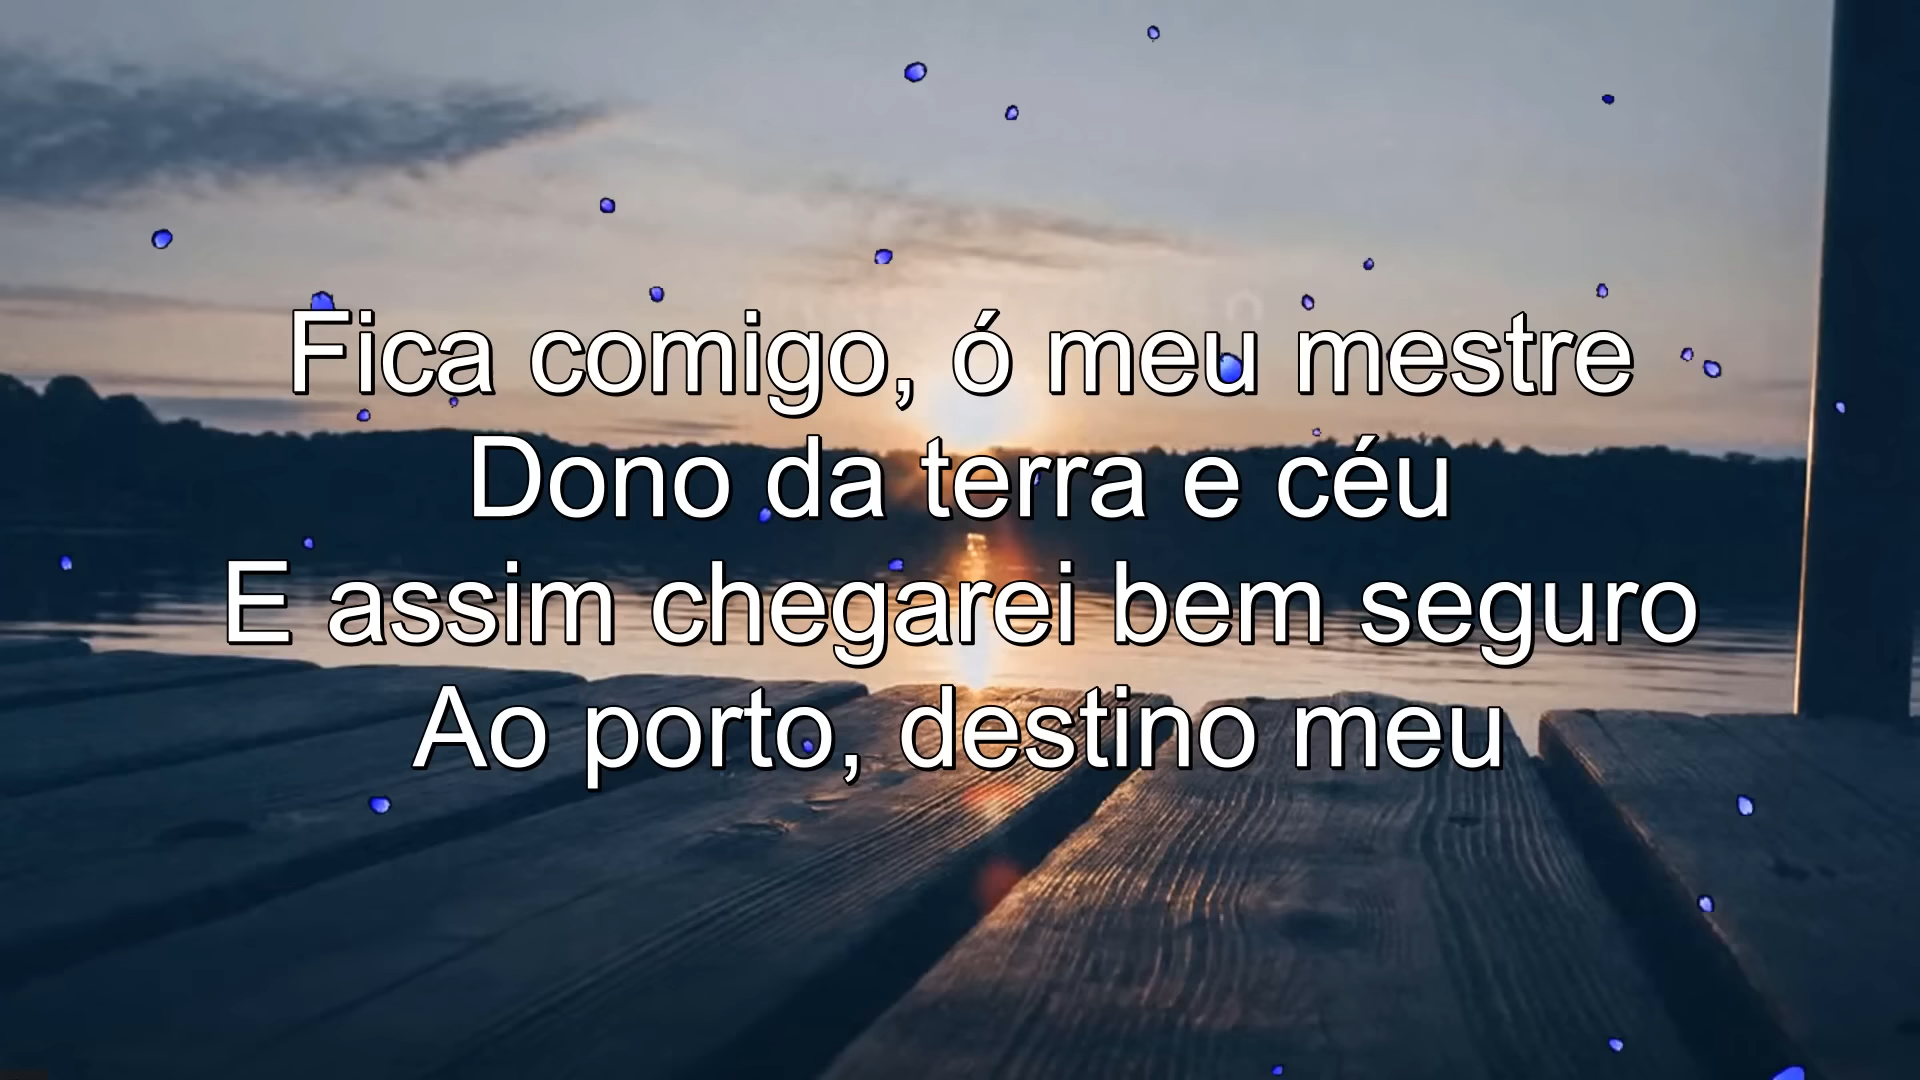 Fica comigo, ó meu mestre
Dono da terra e céu
E assim chegarei bem seguro
Ao porto, destino meu